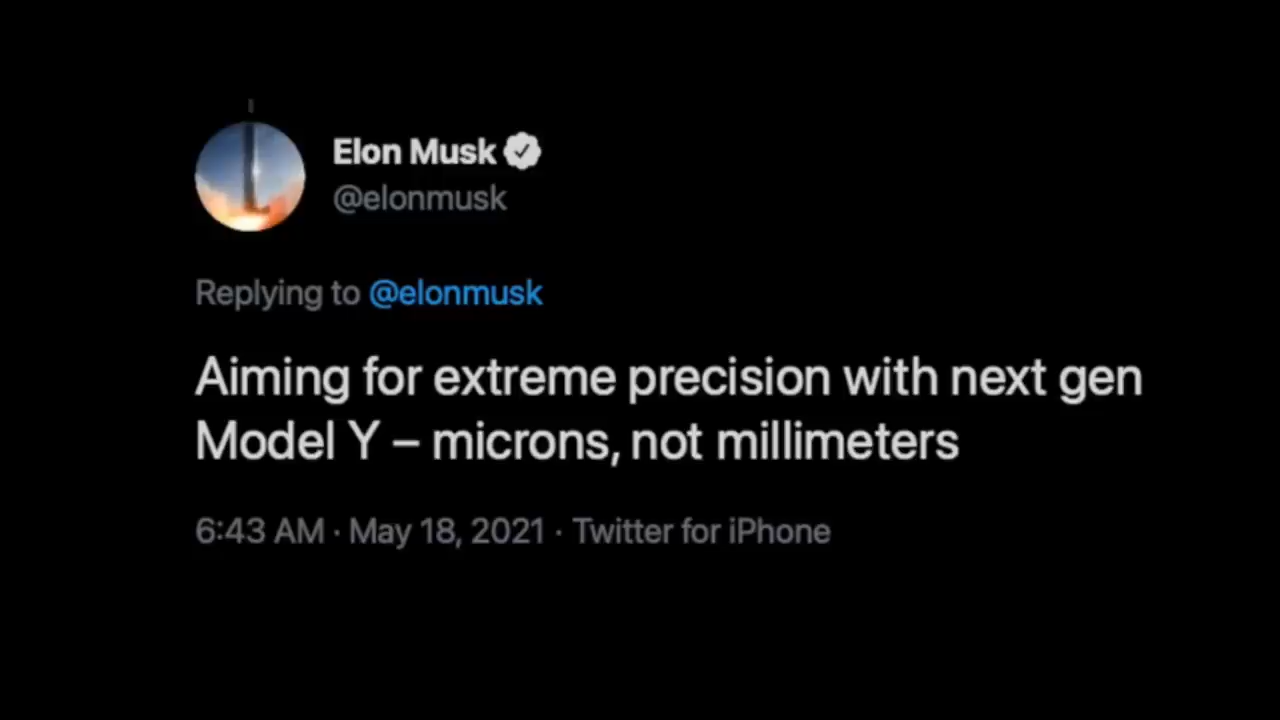 Elon Musk
@elonmusk
Replying to @elonmusk
Aiming for extreme precision with next gen
Model Y – microns, not millimeters
6:43 AM · May 18, 2021 · Twitter for iPhone